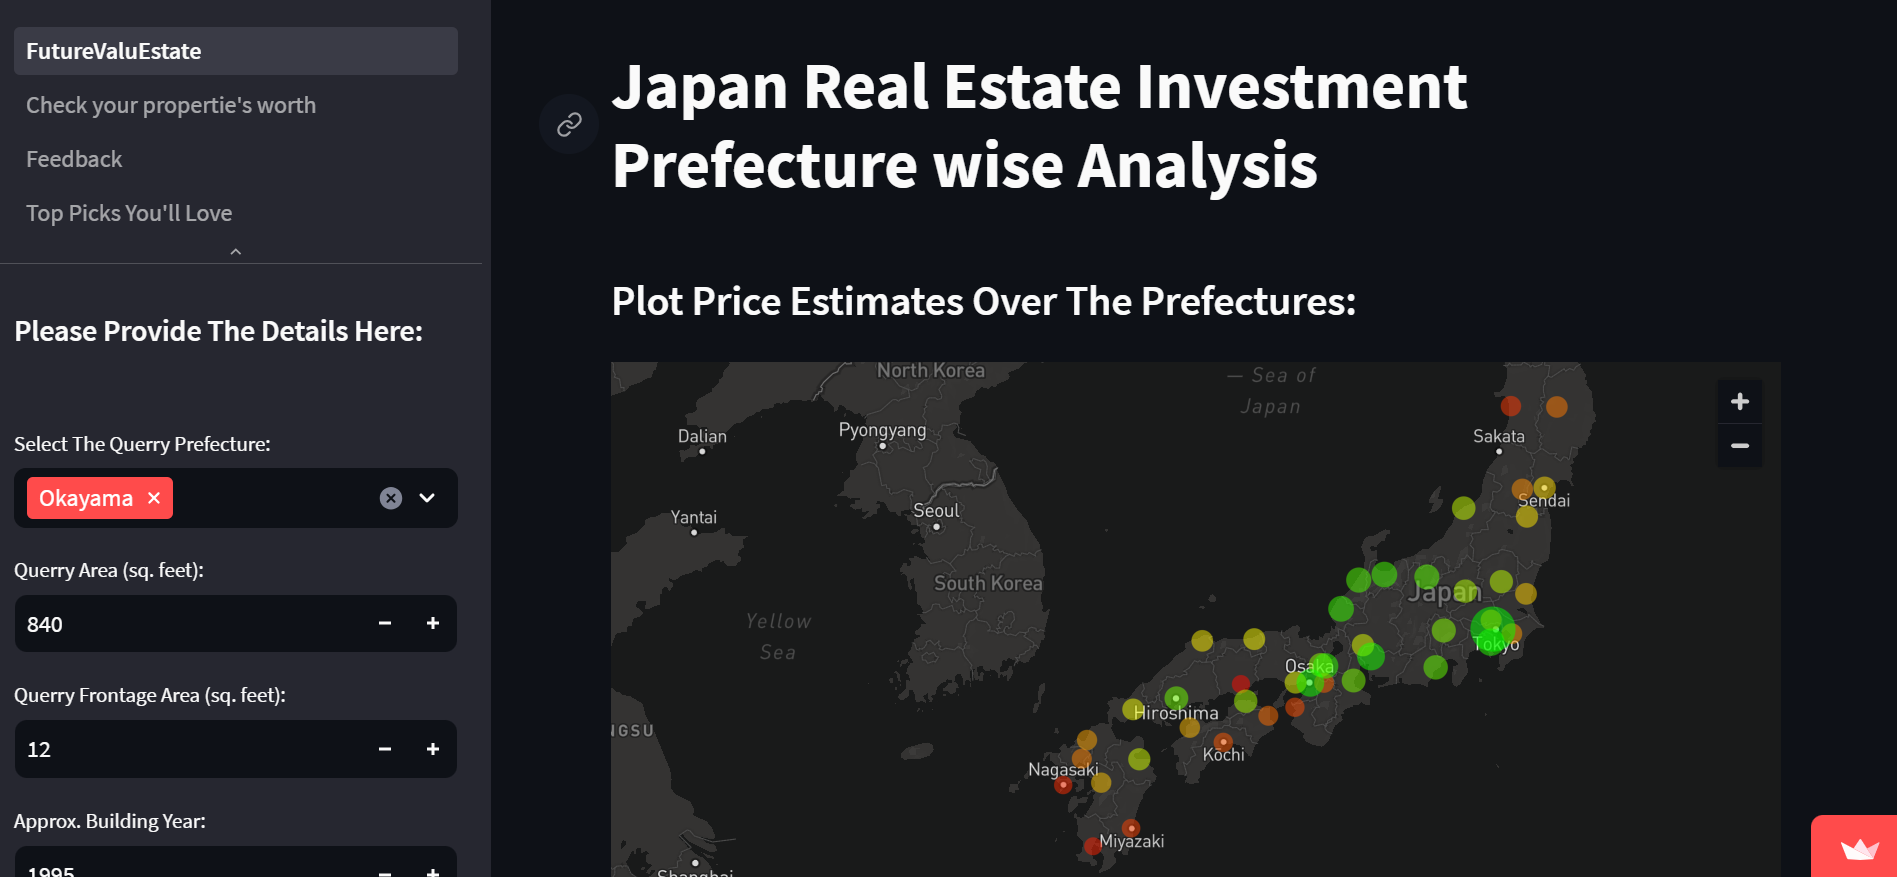 FutureValuEstate
Check your propertie's worth
Feedback
Top Picks You'll Love
Please Provide The Details Here:
Select The Querry Prefecture:
Okayama
Querry Area (sq. feet):
840
Querry Frontage Area (sq. feet):
12
Approx. Building Year:
1995
Japan Real Estate Investment
Prefecture wise Analysis
Plot Price Estimates Over The Prefectures:
North Korea
Sea of
Japan
Dalian
Pyongyang
Sakata
Yantai
Seoul
Sendai
South Korea
Japan
Yellow
Sea
Tokyo
Osaka
Hiroshima
NGSU
Kochi
Nagasaki
Miyazaki
Shanghai